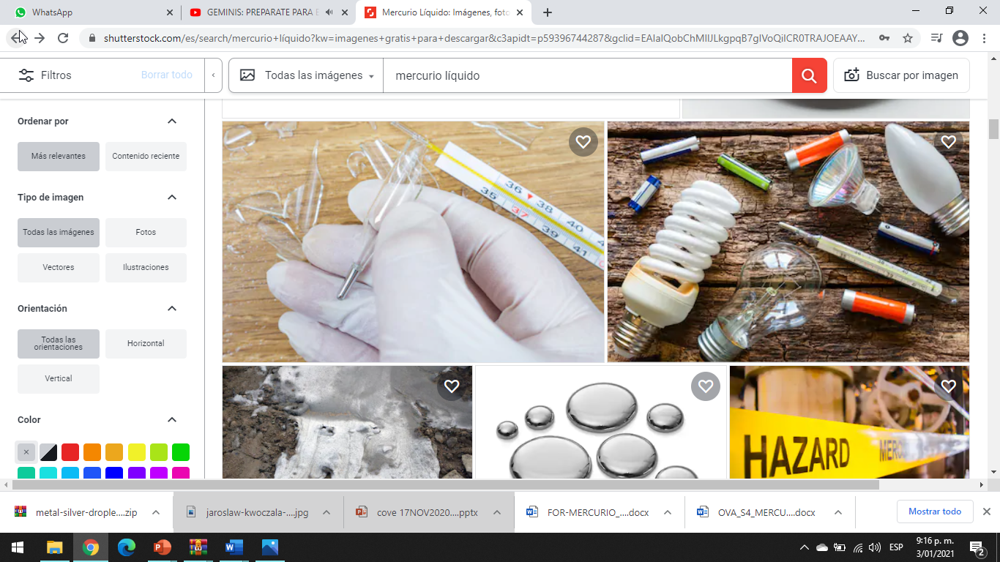 WhatsApp
GEMINIS: PREPARATE PARA E
Mercurio Líquido: Imágenes, foto
shutterstock.com/es/search/mercurio+líquido?kw=imagenes+gratis+para+descargar&c3apidt=p59396744287&gclid=EAIaIQobChMIIJLkgpqB7gIVoQiICR0TRAJOEAAY...
Filtros
Borrar todo
Todas las imágenes
mercurio líquido
Buscar por imagen
Ordenar por
Más relevantes
Contenido reciente
Tipo de imagen
Todas las imágenes
Fotos
Vectores
Ilustraciones
Orientación
Todas las
orientaciones
Horizontal
Vertical
Color
36 38 40
35 37 39 41
HAZARD
MERC
metal-silver-drople....zip
jaroslaw-kwoczala-....jpg
cove 17NOV2020....pptx
FOR-MERCURIO_....docx
OVA_S4_MERCU....docx
Mostrar todo
ESP
9:16 p. m.
3/01/2021
2